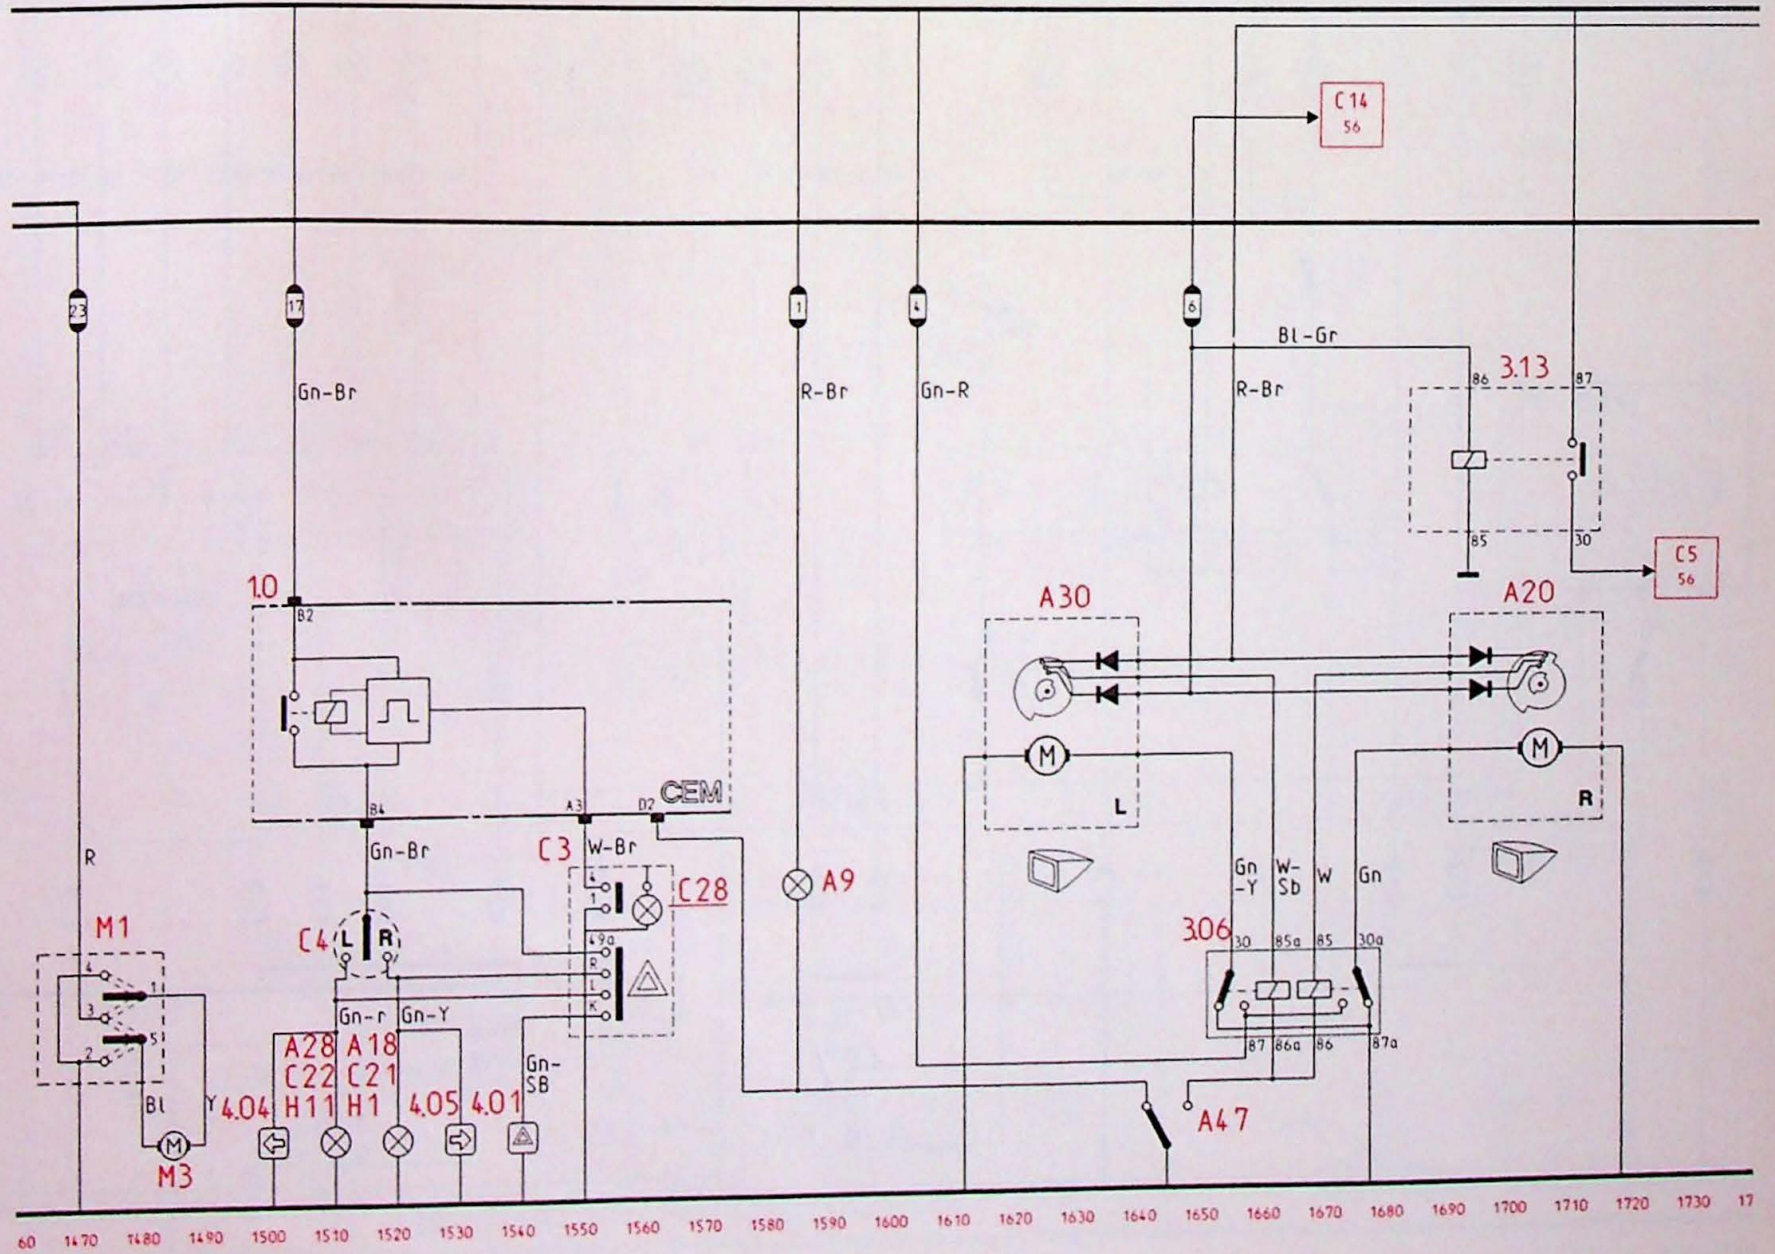 C14
56
23
17
1
4
6
Bl-Gr
3.13
86
87
Gn-Br
R-Br
Gn-R
R-Br
85
30
C5
56
1.0
B2
A30
A20
CEM
B4
A3
D2
L
R
R
Gn-Br
C3
W-Br
4
1
C28
A9
Gn
-Y
W-
Sb
W
Gn
M1
C4
L
R
49a
R
L
K
3.06
30
85a
85
30a
4
1
3
5
2
Gn-r
Gn-Y
87
86a
86
87a
A28
A18
C22
C21
Gn-
SB
Bl
Y
4.04
H11
H1
4.05
4.01
A47
M
M
M
M3
60
1470
1480
1490
1500
1510
1520
1530
1540
1550
1560
1570
1580
1590
1600
1610
1620
1630
1640
1650
1660
1670
1680
1690
1700
1710
1720
1730
17